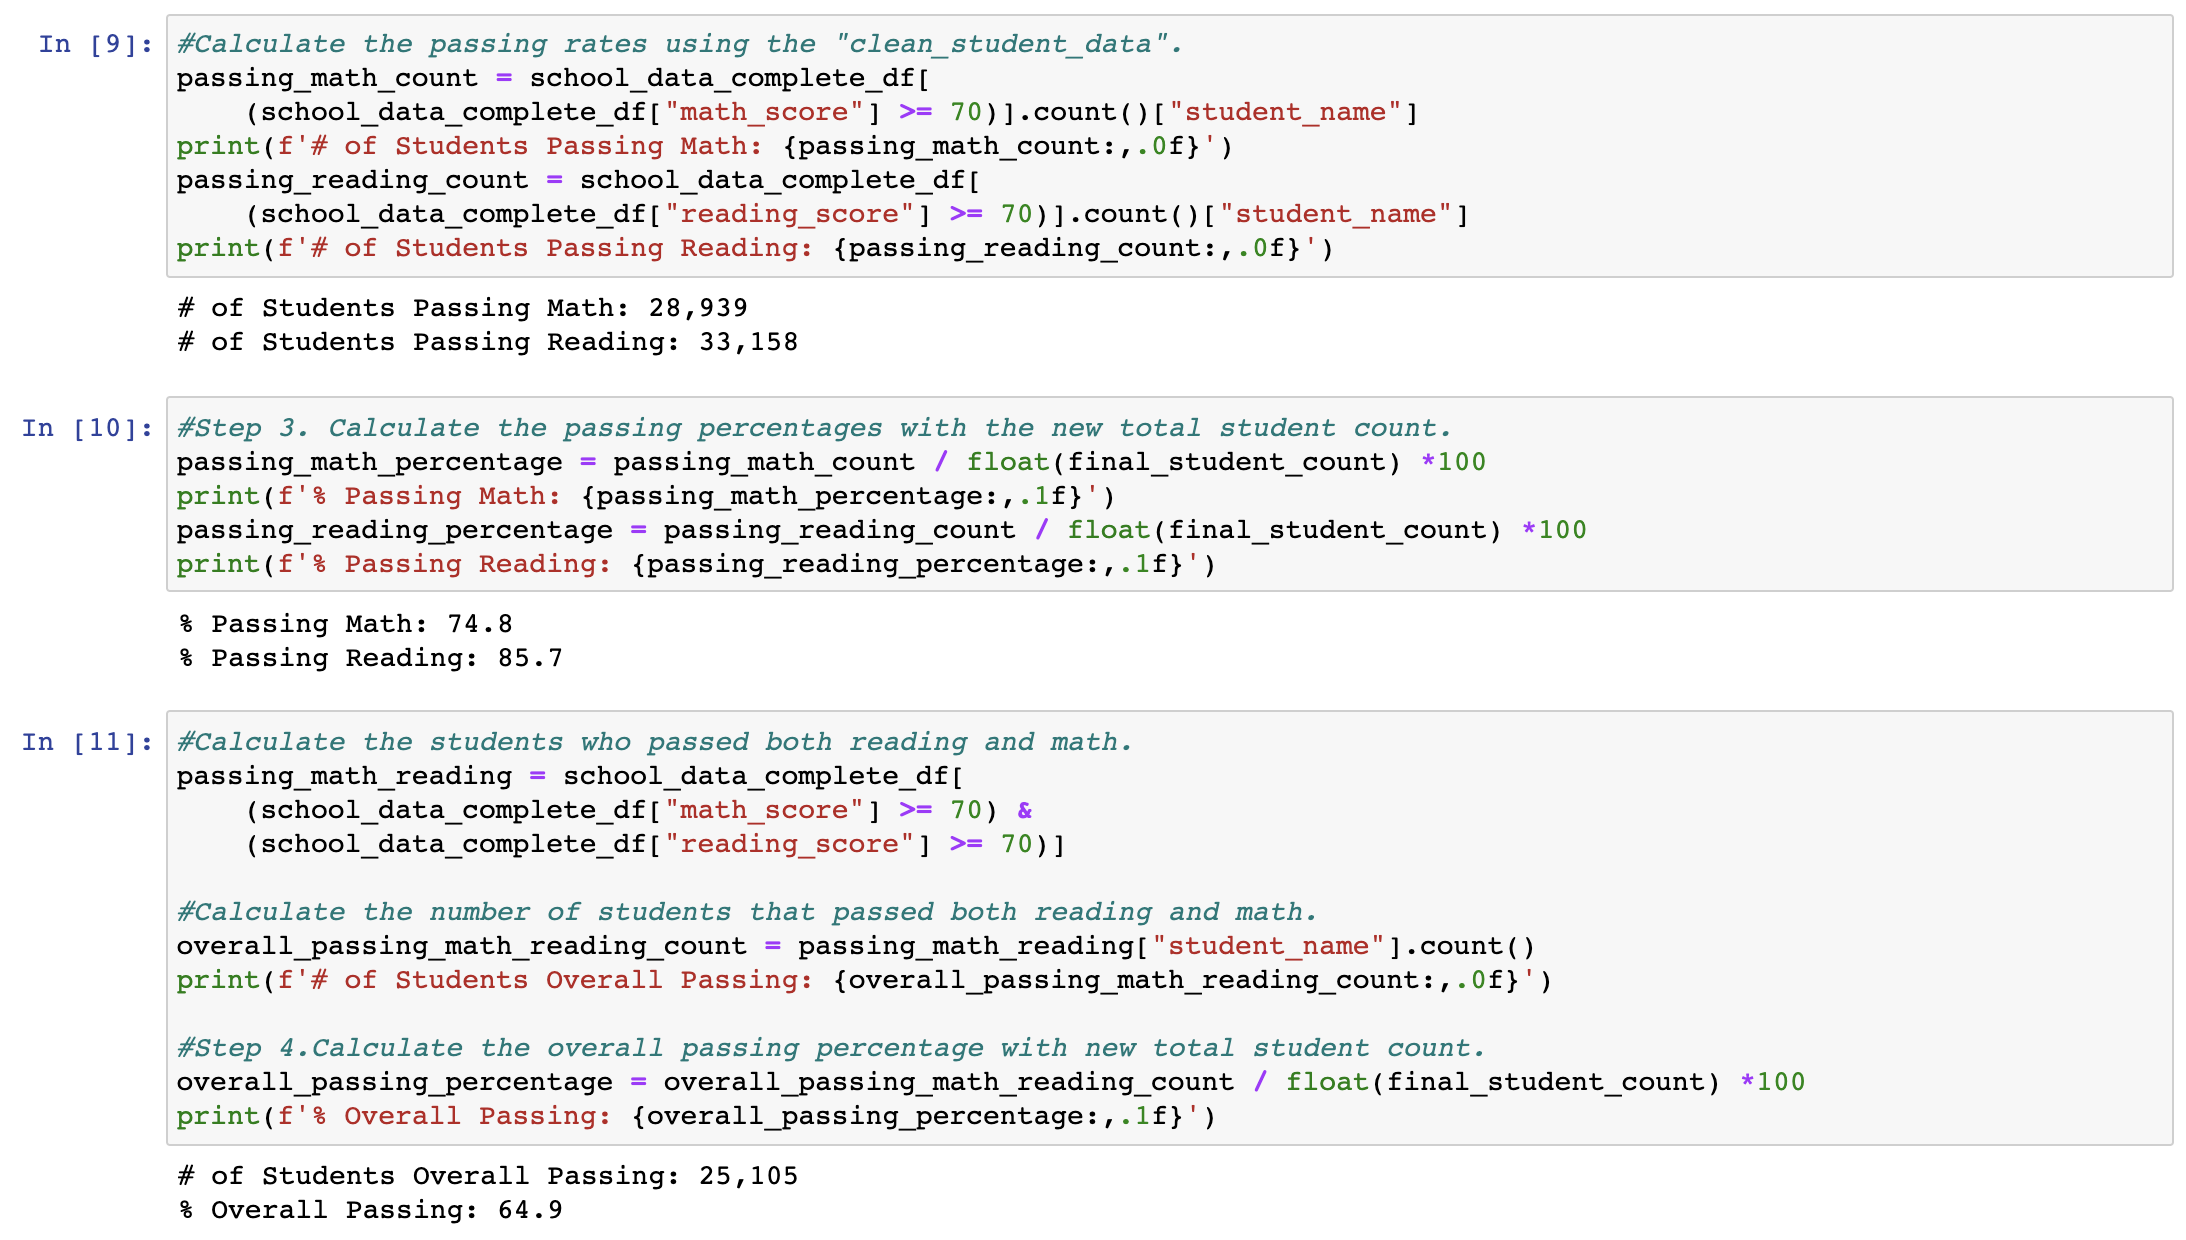 In [9]: #Calculate the passing rates using the "clean_student_data".
passing_math_count = school_data_complete_df[
    (school_data_complete_df["math_score"] >= 70)].count()["student_name"]
print(f'# of Students Passing Math: {passing_math_count:,.0f}')
passing_reading_count = school_data_complete_df[
    (school_data_complete_df["reading_score"] >= 70)].count()["student_name"]
print(f'# of Students Passing Reading: {passing_reading_count:,.0f}')
# of Students Passing Math: 28,939
# of Students Passing Reading: 33,158
In [10]: #Step 3. Calculate the passing percentages with the new total student count.
passing_math_percentage = passing_math_count / float(final_student_count) *100
print(f'% Passing Math: {passing_math_percentage:,.1f}')
passing_reading_percentage = passing_reading_count / float(final_student_count) *100
print(f'% Passing Reading: {passing_reading_percentage:,.1f}')
% Passing Math: 74.8
% Passing Reading: 85.7
In [11]: #Calculate the students who passed both reading and math.
passing_math_reading = school_data_complete_df[
    (school_data_complete_df["math_score"] >= 70) &
    (school_data_complete_df["reading_score"] >= 70)]
#Calculate the number of students that passed both reading and math.
overall_passing_math_reading_count = passing_math_reading["student_name"].count()
print(f'# of Students Overall Passing: {overall_passing_math_reading_count:,.0f}')
#Step 4.Calculate the overall passing percentage with new total student count.
overall_passing_percentage = overall_passing_math_reading_count / float(final_student_count) *100
print(f'% Overall Passing: {overall_passing_percentage:,.1f}')
# of Students Overall Passing: 25,105
% Overall Passing: 64.9